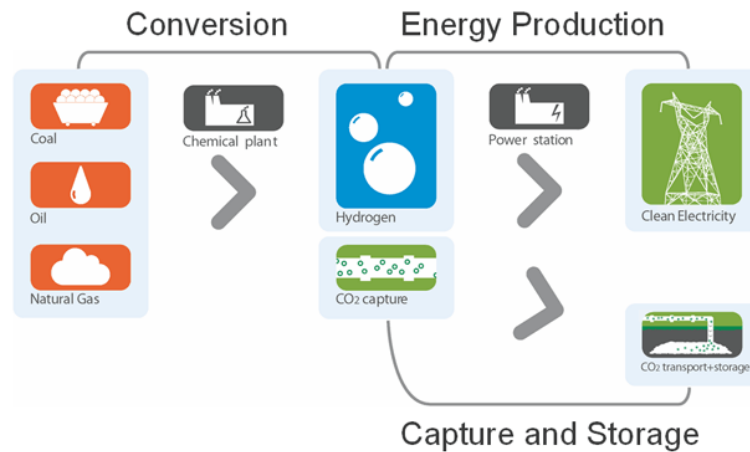 Conversion
Energy Production
Coal
Chemical plant
Hydrogen
Power station
Clean Electricity
Oil
Natural Gas
CO₂ capture
CO₂ transport+storage
Capture and Storage